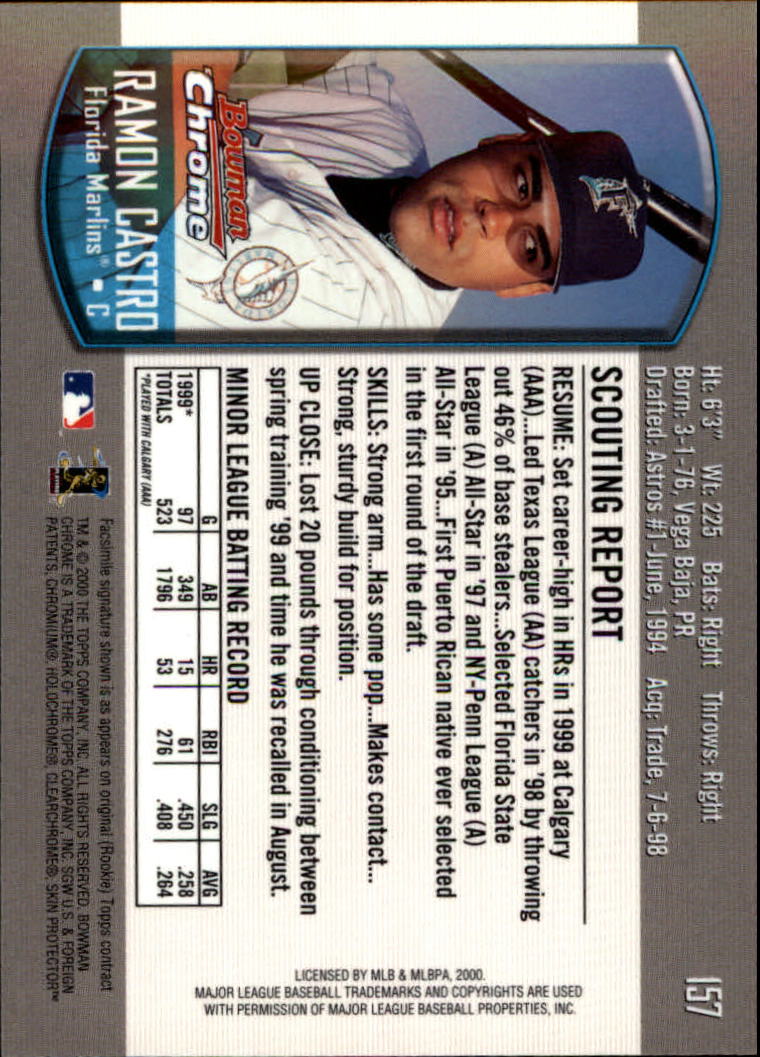 157
Ht: 6'3" Wt: 225 Bats: Right Throws: Right
Born: 3-1-76, Vega Baja, PR
Drafted: Astros #1-June, 1994 Acq: Trade, 7-6-98
Bowman
Chrome
RAMON CASTRO
Florida Marlins® • C
SCOUTING REPORT
RESUME: Set career-high in HRs in 1999 at Calgary
(AAA)...Led Texas League (AA) catchers in '98 by throwing
out 46% of base stealers...Selected Florida State
League (A) All-Star in '97 and NY-Penn League (A)
All-Star in '95...First Puerto Rican native ever selected
in the first round of the draft.
SKILLS: Strong arm...Has some pop...Makes contact...
Strong, sturdy build for position.
UP CLOSE: Lost 20 pounds through conditioning between
spring training '99 and time he was recalled in August.
MINOR LEAGUE BATTING RECORD
G AB HR RBI SLG AVG
1999* 97 349 15 61 .450 .258
TOTALS 523 1796 53 276 .408 .264
*PLAYED WITH CALGARY (AAA)
Facsimile signature shown is as appears on original (Rookie) Topps contract
TM & © 2000 THE TOPPS COMPANY, INC. ALL RIGHTS RESERVED. BOWMAN
CHROME IS A TRADEMARK OF THE TOPPS COMPANY, INC. SGW U.S. & FOREIGN
PATENTS, CHROMIUM®, HOLOCHROME®, CLEARCHROME®, SKIN PROTECTOR™
LICENSED BY MLB & MLBPA, 2000.
MAJOR LEAGUE BASEBALL TRADEMARKS AND COPYRIGHTS ARE USED
WITH PERMISSION OF MAJOR LEAGUE BASEBALL PROPERTIES, INC.